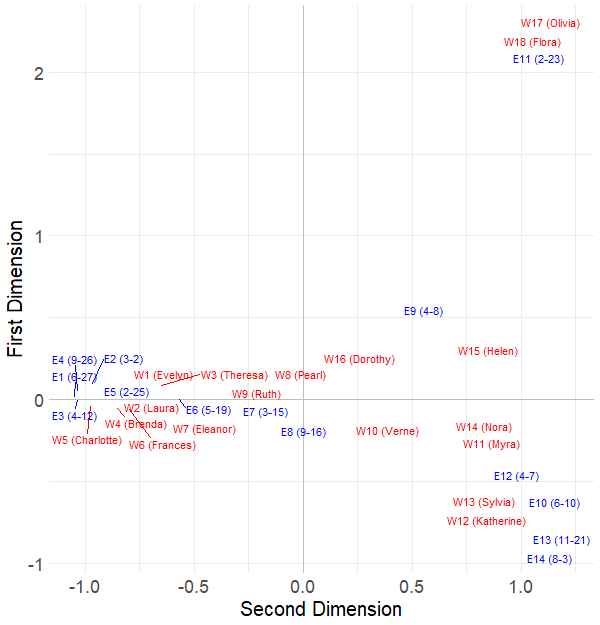 W17 (Olivia)
W18 (Flora)
E11 (2-23)
2
First Dimension
1
E9 (4-8)
W15 (Helen)
E4 (9-26)
E2 (3-2)
W16 (Dorothy)
E1 (6-27)
W1 (Evelyn)
W3 (Theresa)
W8 (Pearl)
E5 (2-25)
W9 (Ruth)
0
W2 (Laura)
E6 (5-19)
E7 (3-15)
E3 (4-12)
W4 (Brenda)
W7 (Eleanor)
E8 (9-16)
W10 (Verne)
W14 (Nora)
W5 (Charlotte)
W6 (Frances)
W11 (Myra)
E12 (4-7)
W13 (Sylvia)
E10 (6-10)
W12 (Katherine)
E13 (11-21)
E14 (8-3)
-1
-1.0 -0.5 0.0 0.5 1.0
Second Dimension